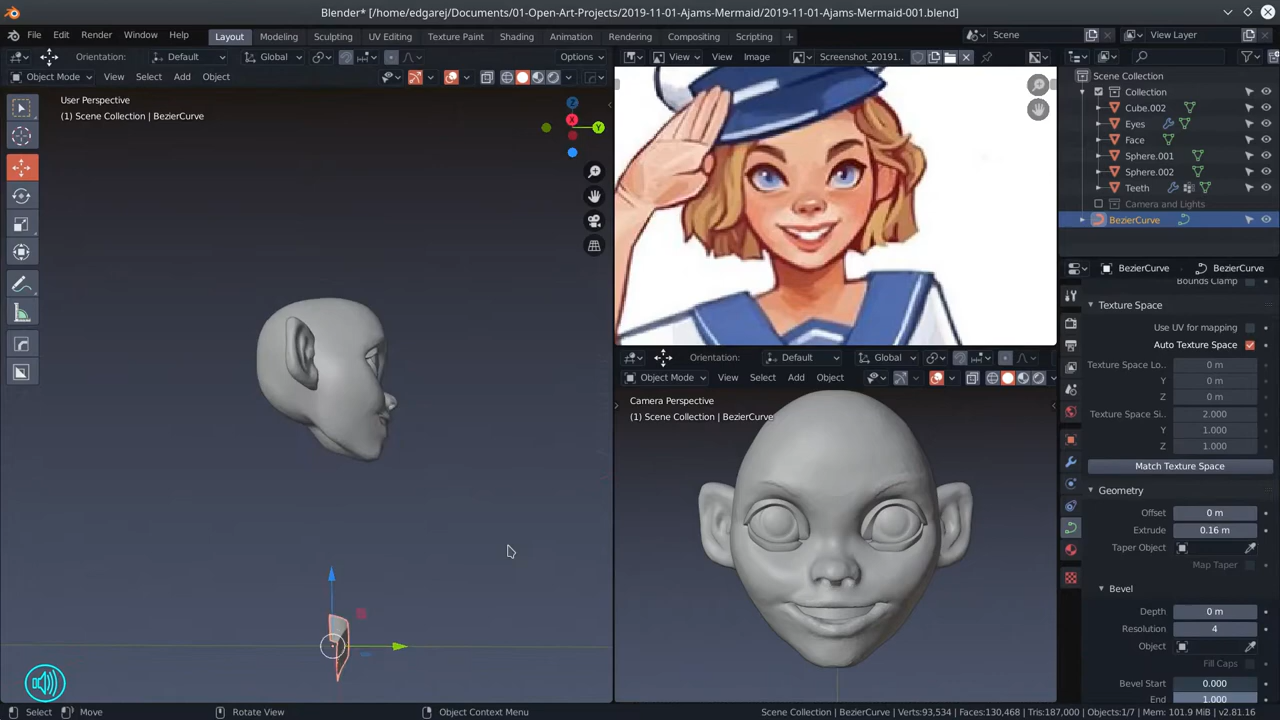 Blender* [/home/edgarej/Documents/01-Open-Art-Projects/2019-11-01-Ajams-Mermaid/2019-11-01-Ajams-Mermaid-001.blend]
File Edit Render Window Help Layout Modeling Sculpting UV Editing Texture Paint Shading Animation Rendering Compositing Scripting + Scene View Layer
Orientation: Default Global Options
Object Mode View Select Add Object
User Perspective
(1) Scene Collection | BezierCurve
Z
Y
View View Image Screenshot_20191..
Orientation: Default Global
Object Mode View Select Add Object
Camera Perspective
(1) Scene Collection | BezierCurve
Scene Collection
Collection
Cube.002
Eyes
Face
Sphere.001
Sphere.002
Teeth
Camera and Lights
BezierCurve
BezierCurve BezierCurve
Bounds Clamp
Texture Space
Use UV for mapping
Auto Texture Space
Texture Space Lo.. 0 m
Y 0 m
Z 0 m
Texture Space Si.. 2.000
Y 1.000
Z 1.000
Match Texture Space
Geometry
Offset 0 m
Extrude 0.16 m
Taper Object
Map Taper
Bevel
Depth 0 m
Resolution 4
Object
Fill Caps
Bevel Start 0.000
End 1.000
Select Move Rotate View Object Context Menu Scene Collection | BezierCurve | Verts:93,534 | Faces:130,468 | Tris:187,000 | Objects:1/7 | Mem: 101.9 MiB | v2.81.16